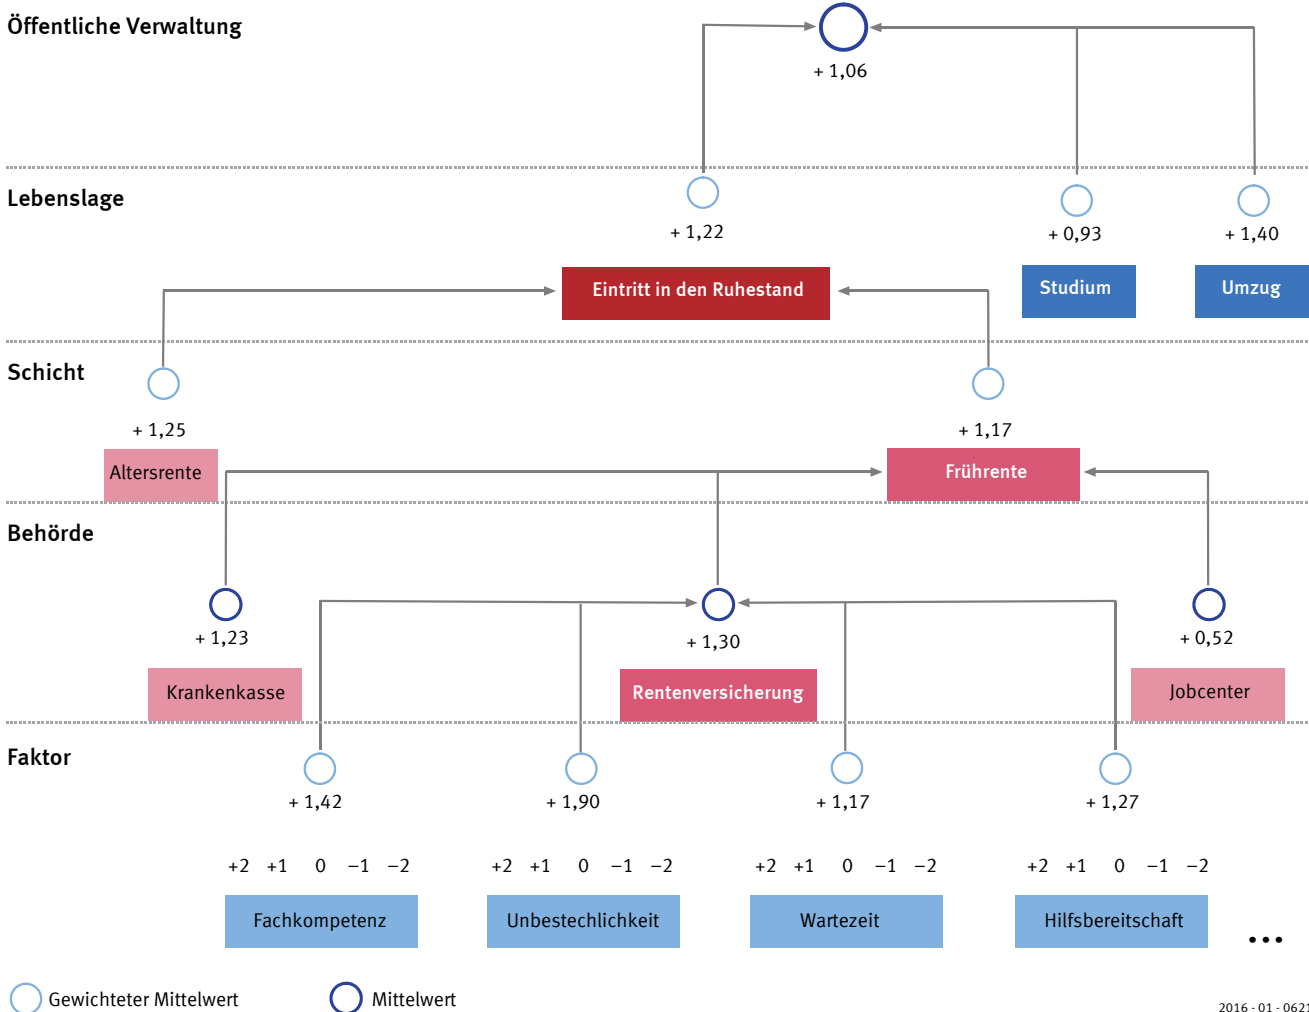 Öffentliche Verwaltung
+ 1,06
Lebenslage
+ 1,22
+ 0,93
+ 1,40
Eintritt in den Ruhestand
Studium
Umzug
Schicht
+ 1,25
+ 1,17
Altersrente
Frührente
Behörde
+ 1,23
+ 1,30
+ 0,52
Krankenkasse
Rentenversicherung
Jobcenter
Faktor
+ 1,42
+ 1,90
+ 1,17
+ 1,27
+2 +1 0 −1 −2
+2 +1 0 −1 −2
+2 +1 0 −1 −2
+2 +1 0 −1 −2
Fachkompetenz
Unbestechlichkeit
Wartezeit
Hilfsbereitschaft
...
Gewichteter Mittelwert
Mittelwert
2016 - 01 - 0621